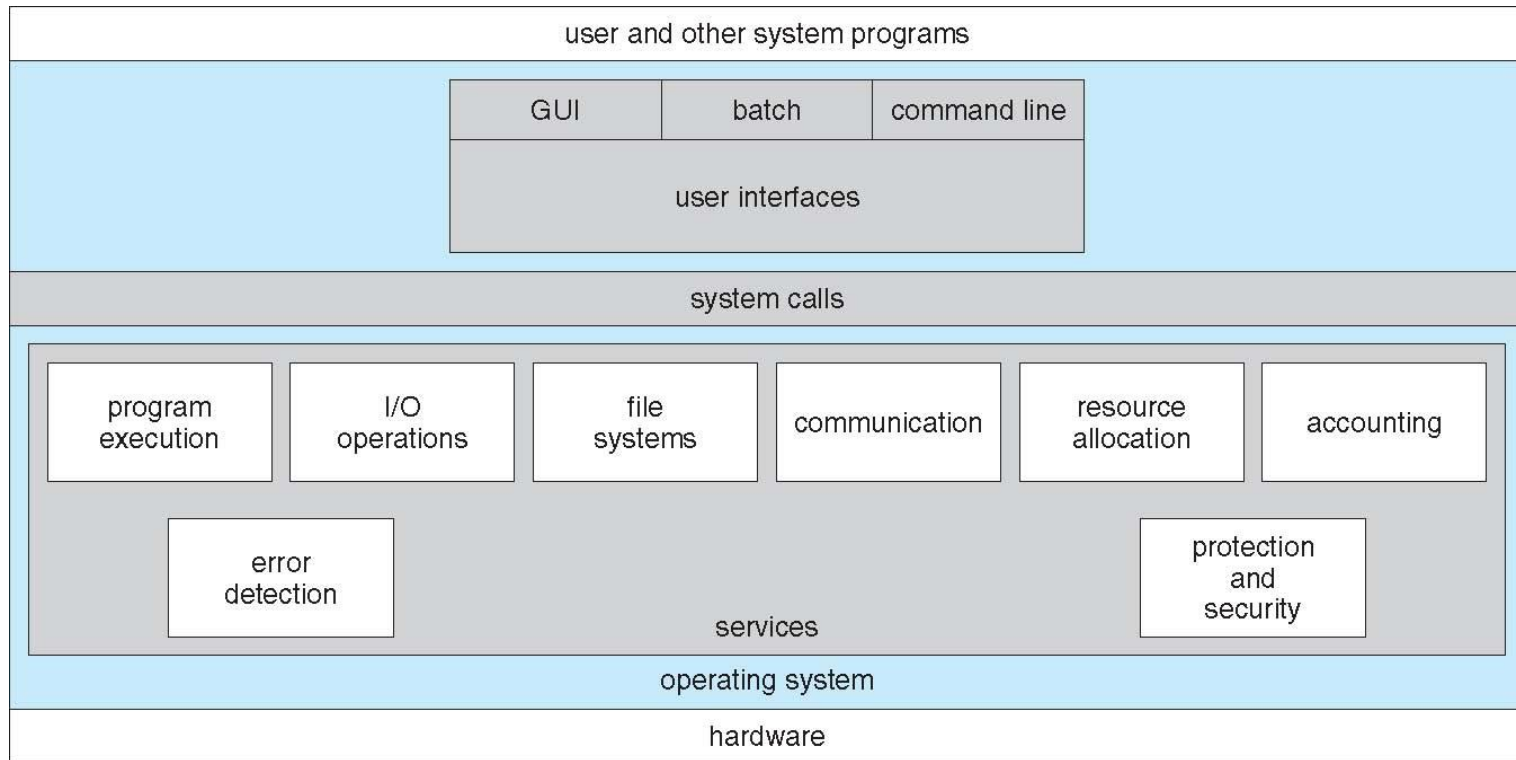 user and other system programs
GUI
batch
command line
user interfaces
system calls
program
execution
I/O
operations
file
systems
communication
resource
allocation
accounting
error
detection
protection
and
security
services
operating system
hardware